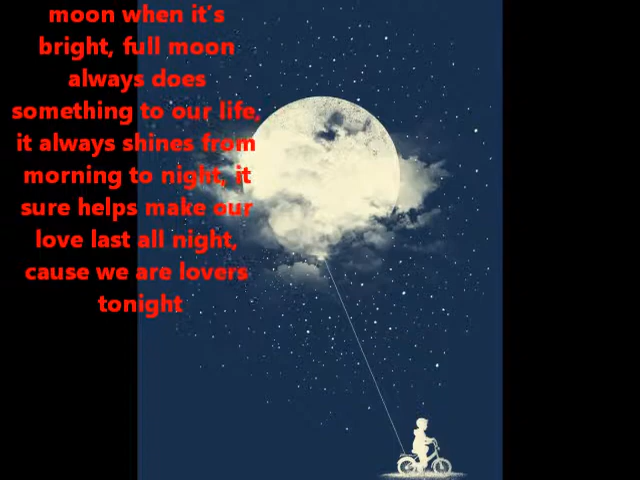 moon when it's
bright, full moon
always does
something to our life,
it always shines from
morning to night, it
sure helps make our
love last all night,
cause we are lovers
tonight